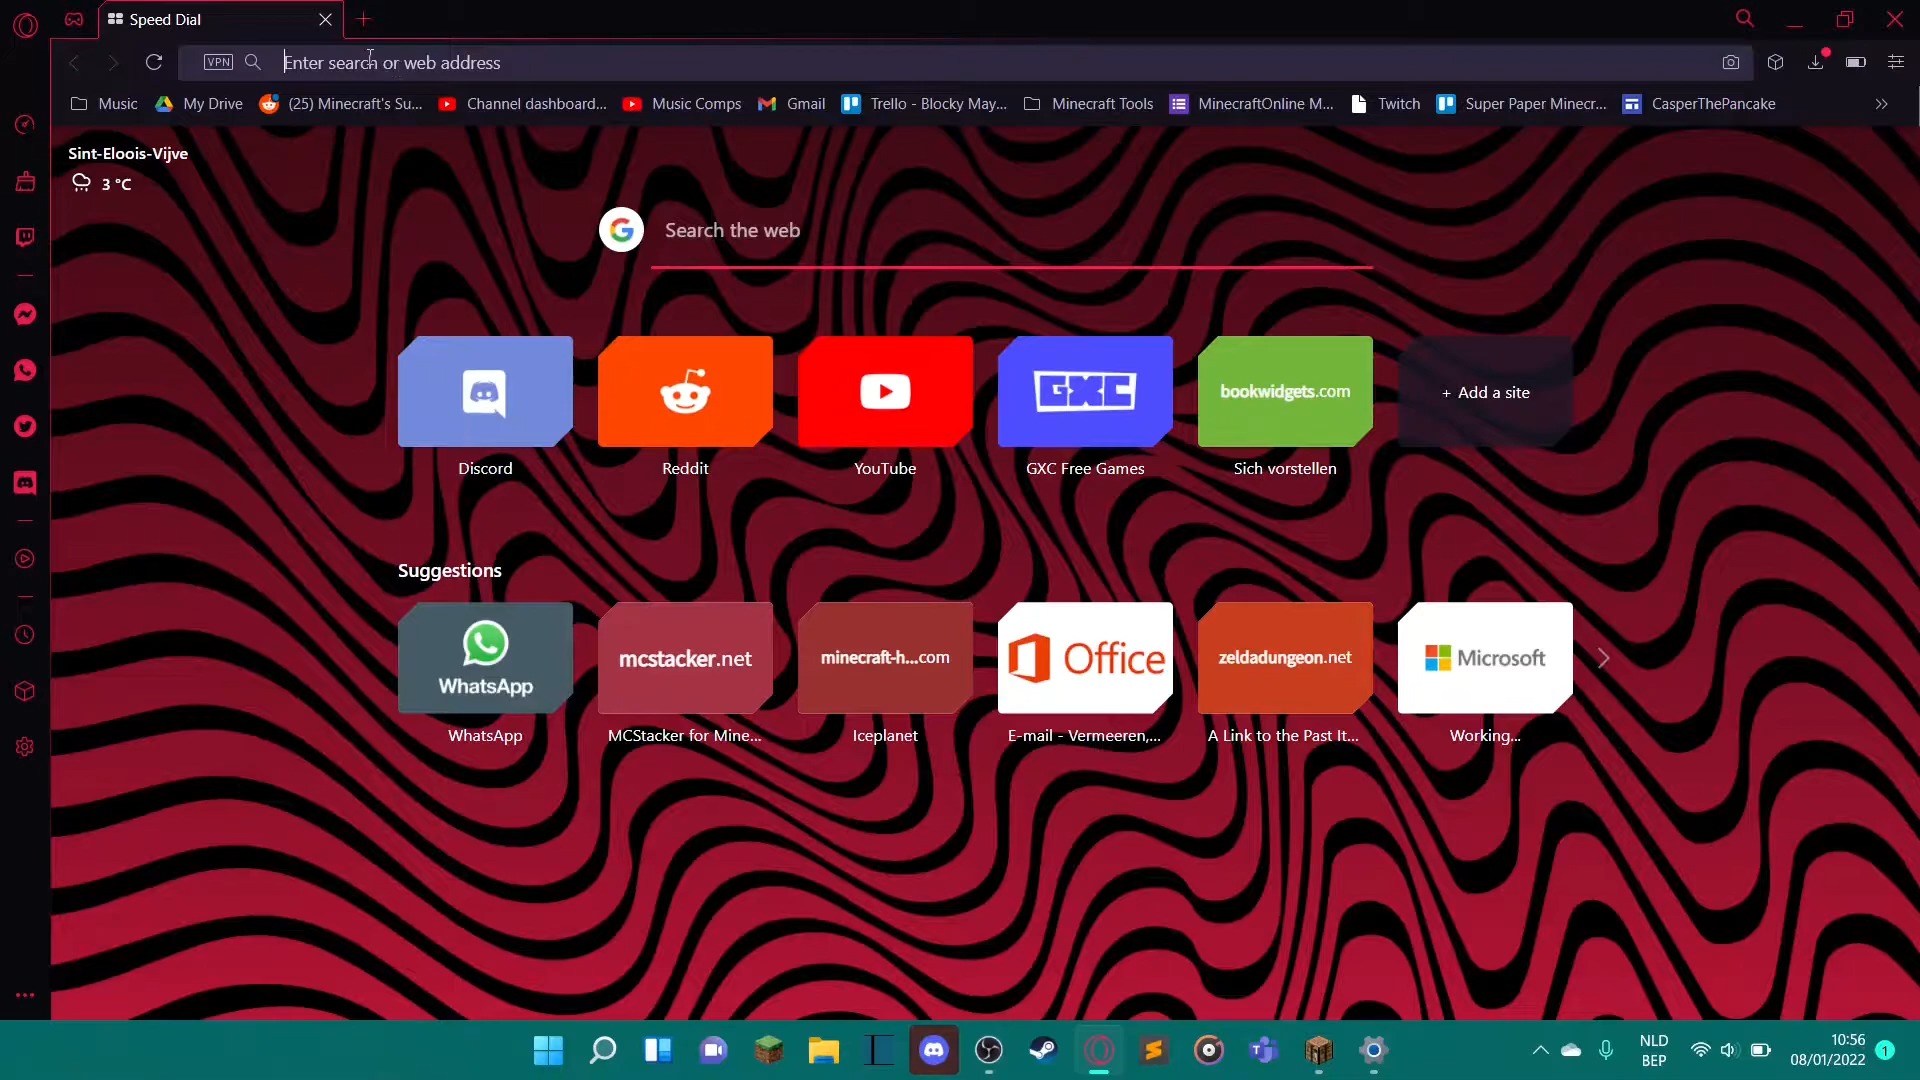 Speed Dial
VPN
Enter search or web address
Music
My Drive
(25) Minecraft's Su...
Channel dashboard...
Music Comps
Gmail
Trello - Blocky May...
Minecraft Tools
MinecraftOnline M...
Twitch
Super Paper Minecr...
CasperThePancake
Sint-Eloois-Vijve
3 °C
G
Search the web
GXC
bookwidgets.com
+ Add a site
Discord
Reddit
YouTube
GXC Free Games
Sich vorstellen
Suggestions
WhatsApp
mcstacker.net
minecraft-h...com
Office
zeldadungeon.net
Microsoft
WhatsApp
MCStacker for Mine...
Iceplanet
E-mail - Vermeeren,...
A Link to the Past It...
Working...
NLD
BEP
10:56
08/01/2022
1